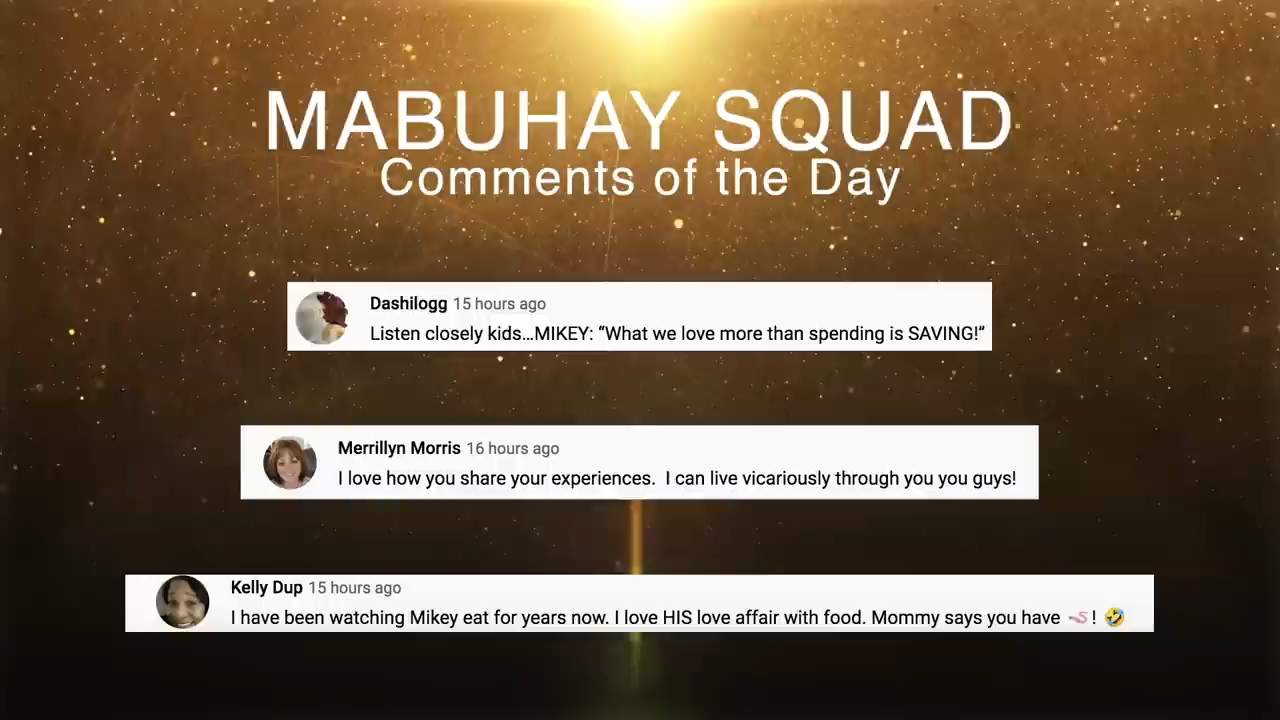 MABUHAY SQUAD
Comments of the Day
Dashilogg 15 hours ago
Listen closely kids...MIKEY: “What we love more than spending is SAVING!”
Merrillyn Morris 16 hours ago
I love how you share your experiences.  I can live vicariously through you you guys!
Kelly Dup 15 hours ago
I have been watching Mikey eat for years now. I love HIS love affair with food. Mommy says you have 🪱! 🤣